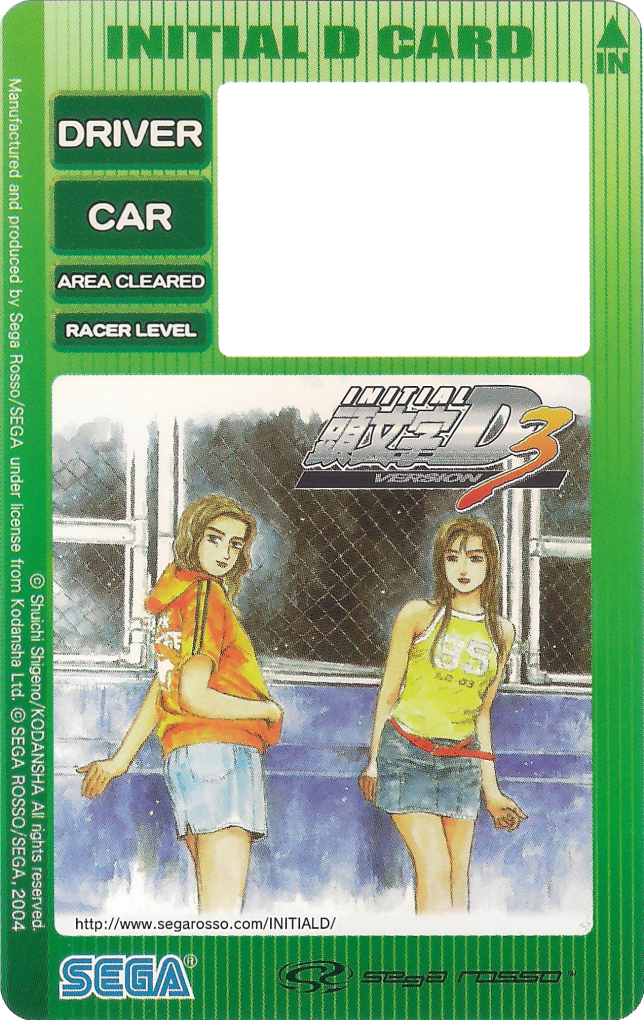 INITIAL D CARD
IN
DRIVER
CAR
AREA CLEARED
RACER LEVEL
INITIAL
頭文字D3
VERSION
95
http://www.segarosso.com/INITIALD/
Manufactured and produced by Sega Rosso/SEGA under license from Kodansha Ltd. © SEGA ROSSO/SEGA, 2004
© Shuichi Shigeno/KODANSHA All rights reserved.
SEGA®
sega rosso™